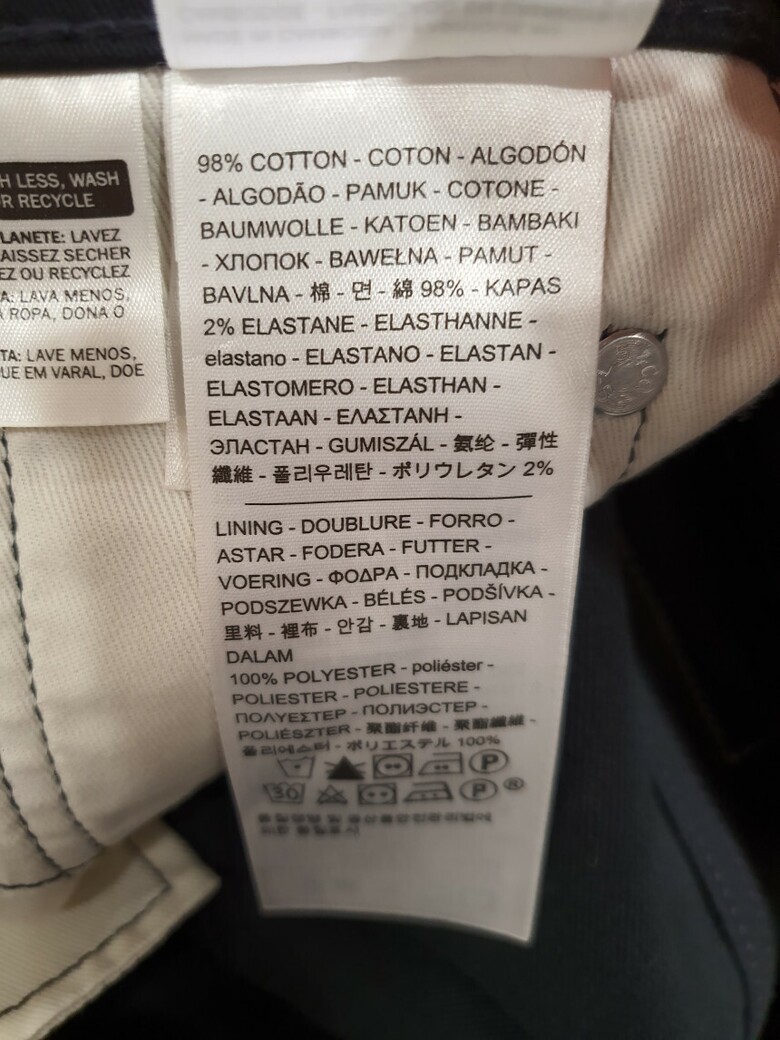 H LESS, WASH
R RECYCLE
LANETE: LAVEZ
AISSEZ SECHER
EZ OU RECYCLEZ
A: LAVA MENOS,
ROPA, DONA O
TA: LAVE MENOS,
UE EM VARAL, DOE
98% COTTON - COTON - ALGODÓN
- ALGODÃO - PAMUK - COTONE -
BAUMWOLLE - KATOEN - BAMBAKI
- ХЛОПОК - BAWEŁNA - PAMUT -
BAVLNA - 棉 - 면 - 綿 98% - KAPAS
2% ELASTANE - ELASTHANNE -
elastano - ELASTANO - ELASTAN -
ELASTOMERO - ELASTHAN -
ELASTAAN - ΕΛΑΣΤΑΝΗ -
ЭЛАСТАН - GUMISZÁL - 氨纶 - 彈性
纖維 - 폴리우레탄 - ポリウレタン 2%
LINING - DOUBLURE - FORRO -
ASTAR - FODERA - FUTTER -
VOERING - ΦΟΔΡΑ - ПОДКЛАДКА -
PODSZEWKA - BÉLÉS - PODŠÍVKA -
里料 - 裡布 - 안감 - 裏地 - LAPISAN
DALAM
100% POLYESTER - poliéster -
POLIESTER - POLIESTERE -
ΠΟΛΥΕΣΤΕΡ - ПОЛИЭСТЕР -
POLIÉSZTER - 聚酯纤维 - 聚酯纖維 -
폴리에스터 - ポリエステル 100%
P
30 P ®